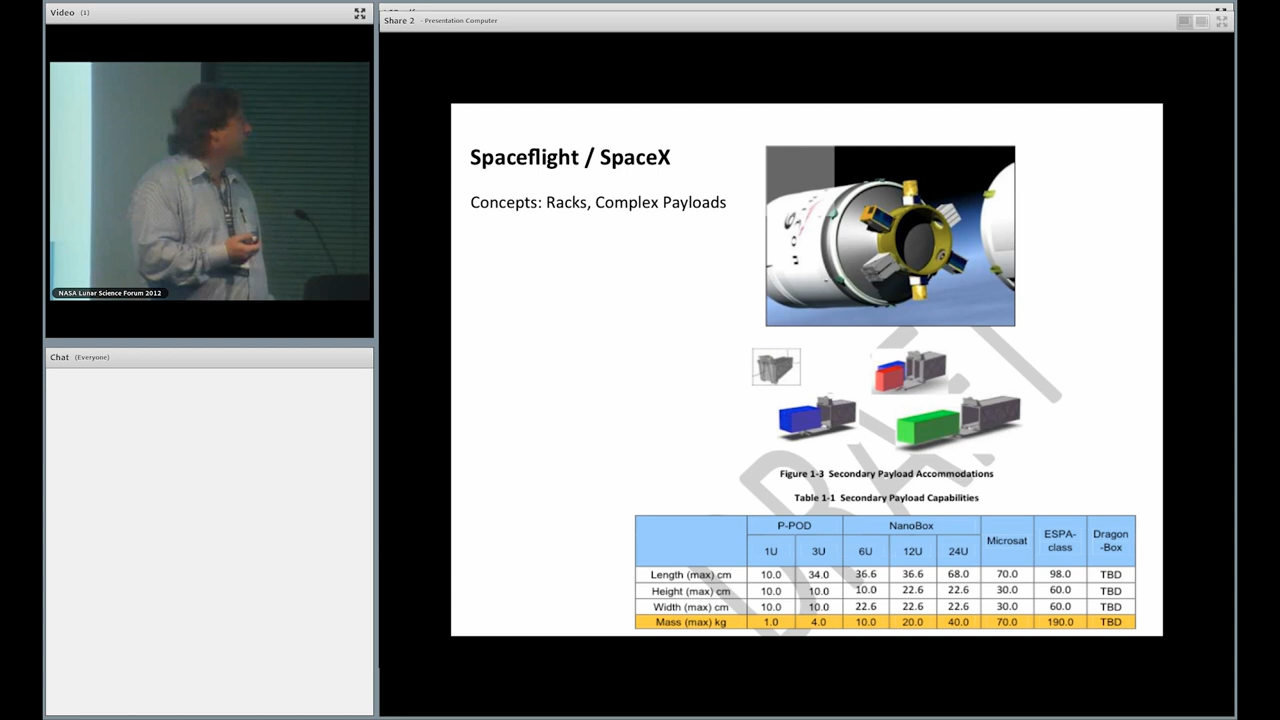 Video (1)
NASA Lunar Science Forum 2012
Chat (Everyone)
Share 2 - Presentation Computer
Spaceflight / SpaceX
Concepts: Racks, Complex Payloads
DRAFT
Figure 1-3 Secondary Payload Accommodations
Table 1-1 Secondary Payload Capabilities
P-POD NanoBox Microsat ESPA-class Dragon-Box
1U 3U 6U 12U 24U
Length (max) cm 10.0 34.0 36.6 36.6 68.0 70.0 98.0 TBD
Height (max) cm 10.0 10.0 10.0 22.6 22.6 30.0 60.0 TBD
Width (max) cm 10.0 10.0 22.6 22.6 22.6 30.0 60.0 TBD
Mass (max) kg 1.0 4.0 10.0 20.0 40.0 70.0 190.0 TBD